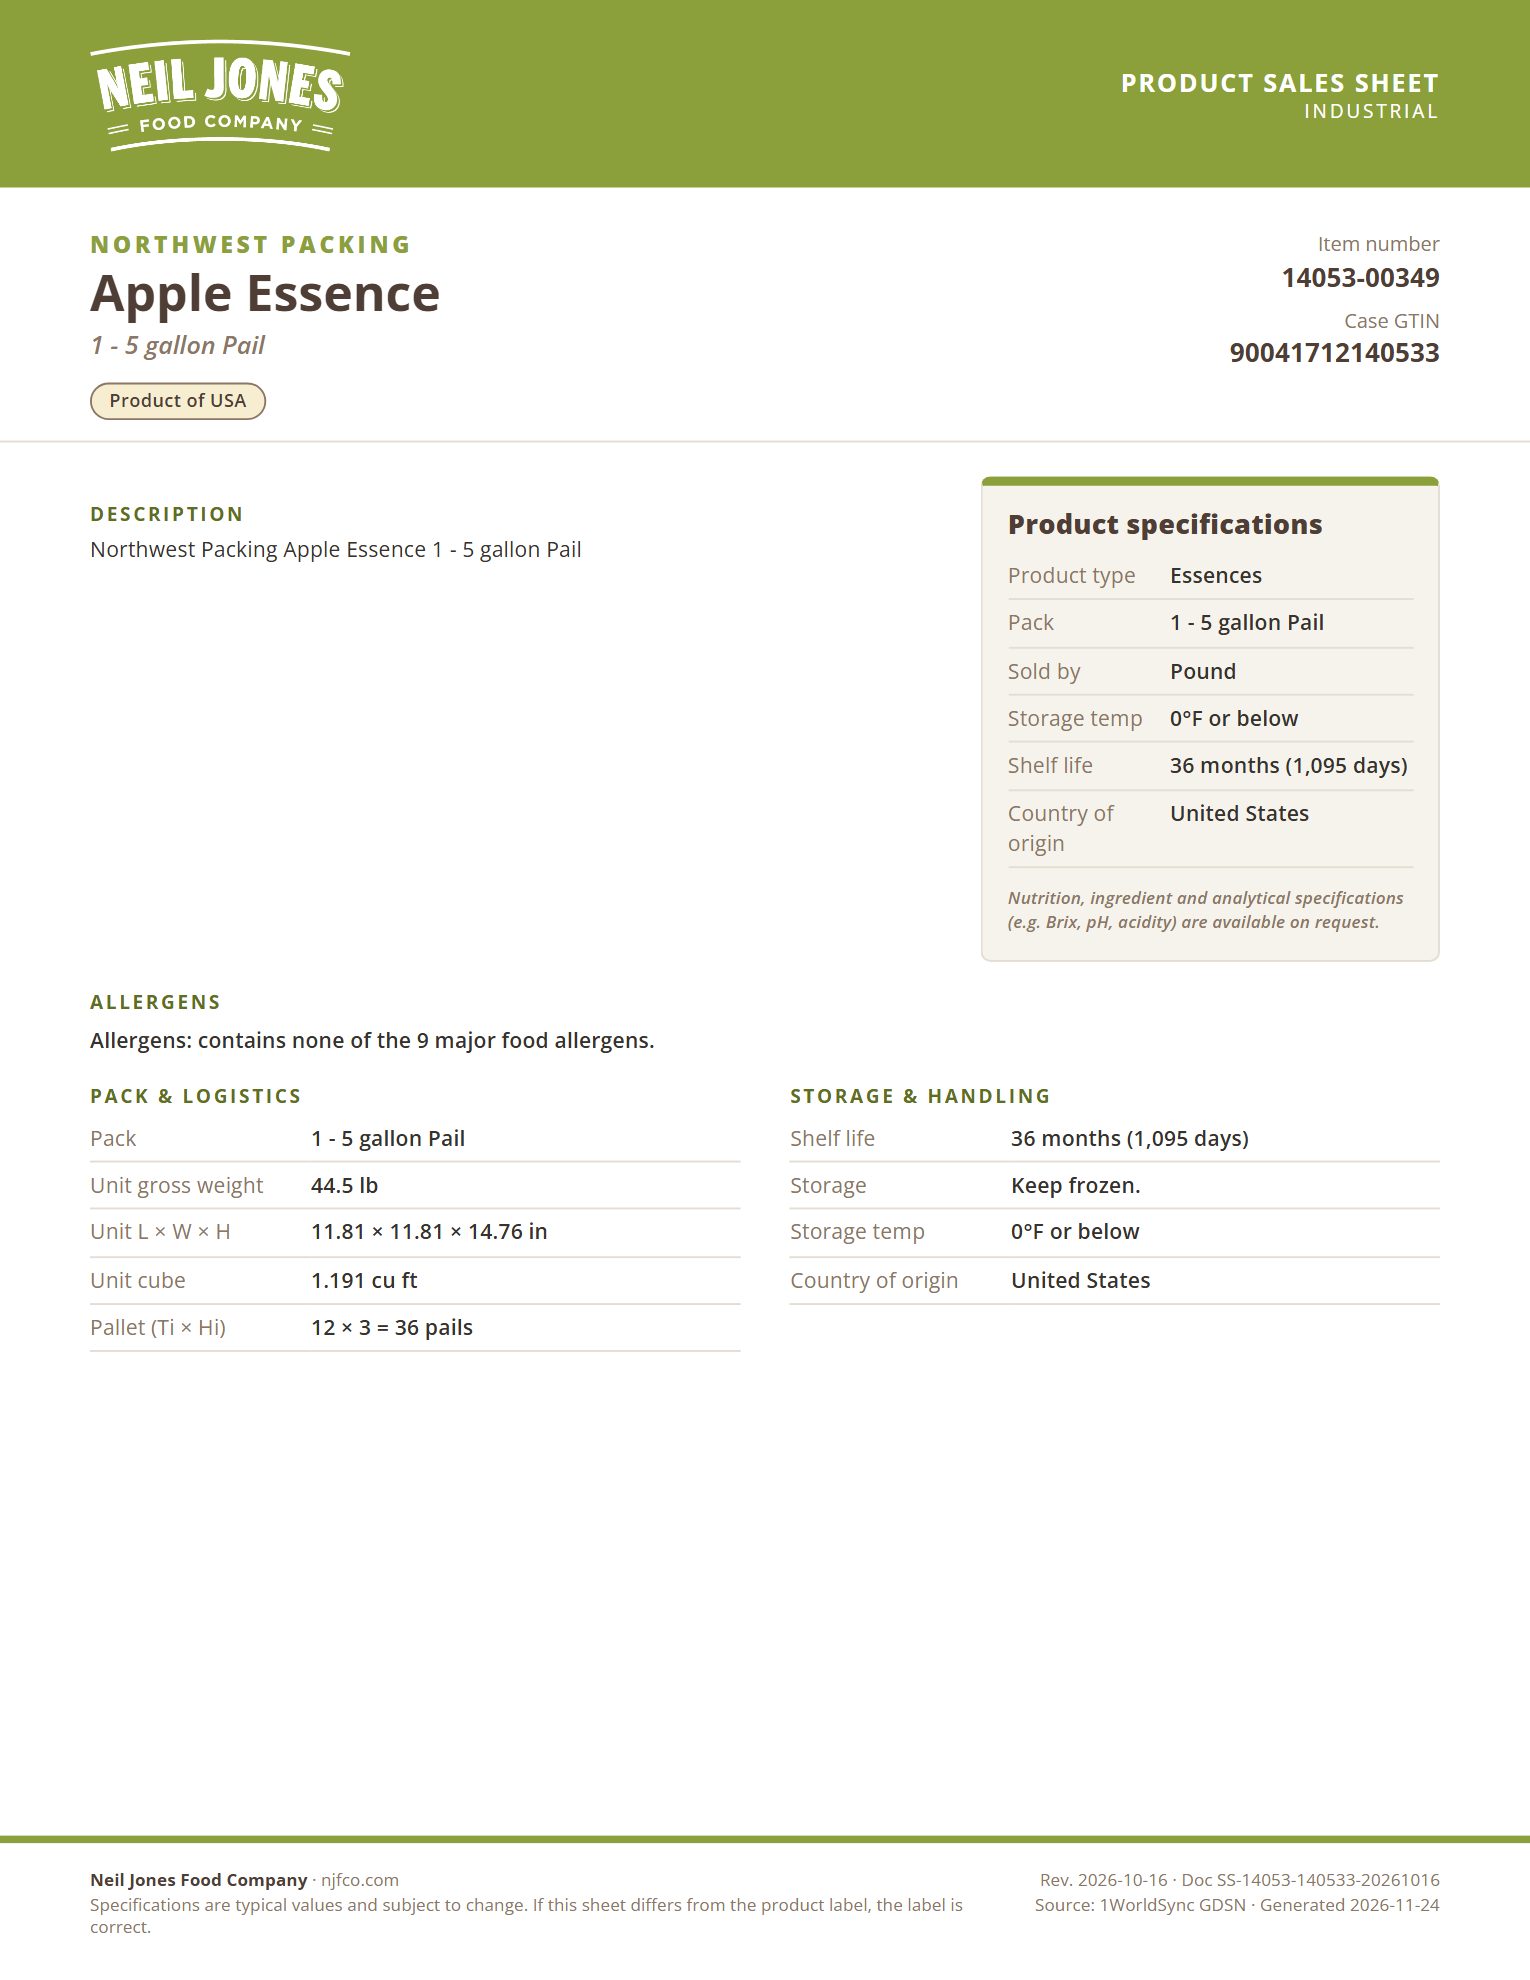 NEIL JONES
FOOD COMPANY
PRODUCT SALES SHEET
INDUSTRIAL
NORTHWEST PACKING
Apple Essence
1 - 5 gallon Pail
Product of USA
Item number
14053-00349
Case GTIN
90041712140533
DESCRIPTION
Northwest Packing Apple Essence 1 - 5 gallon Pail
Product specifications
Product type Essences
Pack 1 - 5 gallon Pail
Sold by Pound
Storage temp 0°F or below
Shelf life 36 months (1,095 days)
Country of United States
origin
Nutrition, ingredient and analytical specifications
(e.g. Brix, pH, acidity) are available on request.
ALLERGENS
Allergens: contains none of the 9 major food allergens.
PACK & LOGISTICS
Pack 1 - 5 gallon Pail
Unit gross weight 44.5 lb
Unit L × W × H 11.81 × 11.81 × 14.76 in
Unit cube 1.191 cu ft
Pallet (Ti × Hi) 12 × 3 = 36 pails
STORAGE & HANDLING
Shelf life 36 months (1,095 days)
Storage Keep frozen.
Storage temp 0°F or below
Country of origin United States
Neil Jones Food Company · njfco.com
Specifications are typical values and subject to change. If this sheet differs from the product label, the label is
correct.
Rev. 2026-10-16 · Doc SS-14053-140533-20261016
Source: 1WorldSync GDSN · Generated 2026-11-24